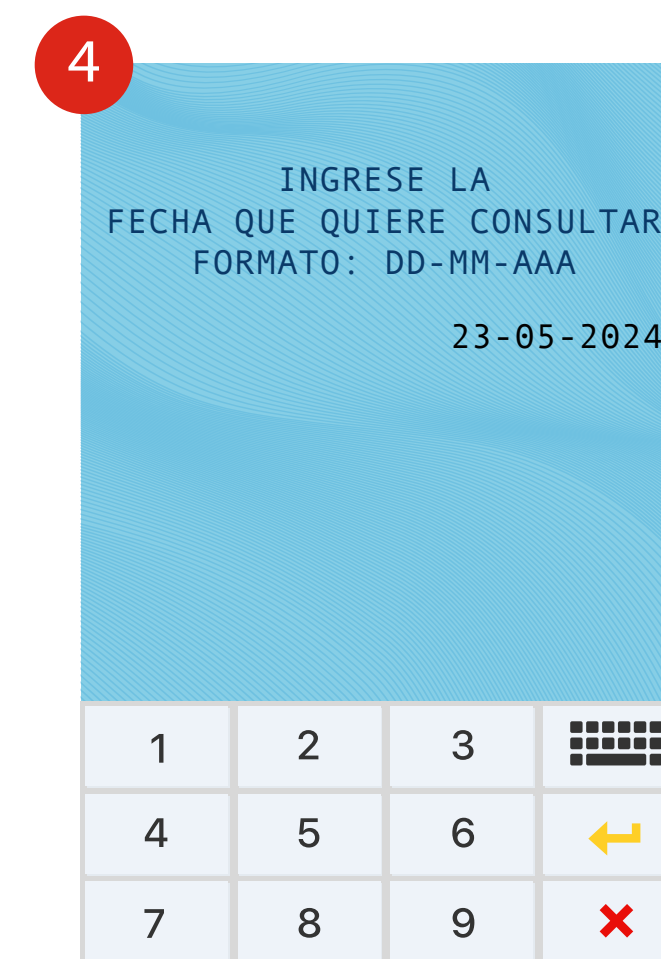 4
INGRESE LA
FECHA QUE QUIERE CONSULTAR
FORMATO: DD-MM-AAA
23-05-2024
1 2 3
4 5 6
7 8 9